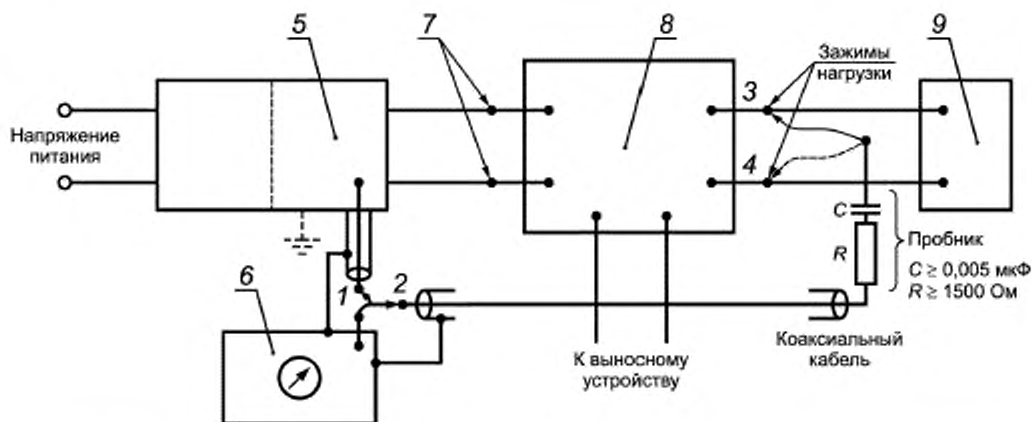 5
7
8
Зажимы
нагрузки
9
Напряжение
питания
3
4
C
R
Пробник
C ≥ 0,005 мкФ
R ≥ 1500 Ом
1
2
6
К выносному
устройству
Коаксиальный
кабель